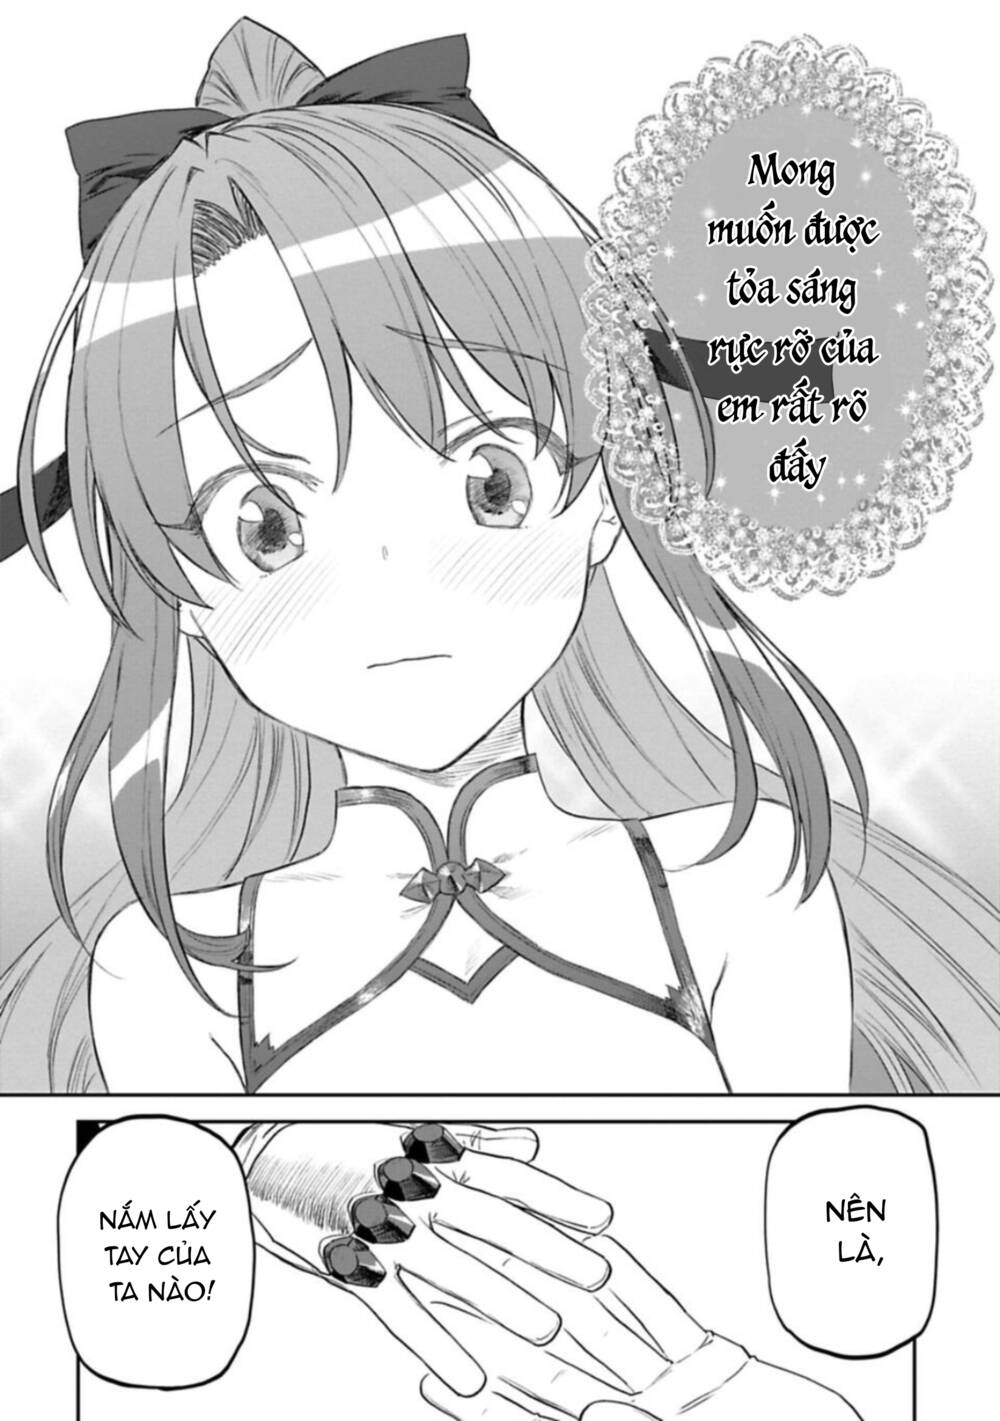 Mong
muốn được
tỏa sáng
rực rỡ của
em rất rõ
đấy
NÊN
LÀ,
NẮM LẤY
TAY CỦA
TA NÀO!